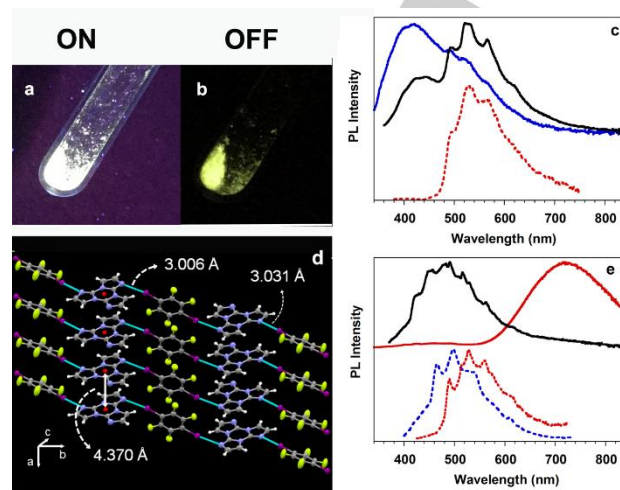 ON
OFF
a
b
c
PL Intensity
400 500 600 700 800
Wavelength (nm)
d
3.006 Å
3.031 Å
4.370 Å
c
b
a
e
PL Intensity
400 500 600 700 800
Wavelength (nm)